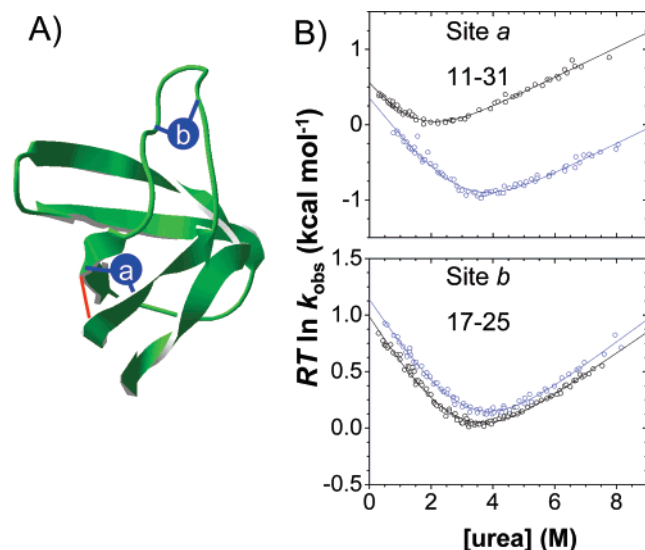 A)
b
a
B)
Site a
11-31
1
0
-1
Site b
17-25
1.5
1.0
0.5
0.0
-0.5
0 2 4 6 8
[urea] (M)
RT ln k_obs (kcal mol⁻¹)